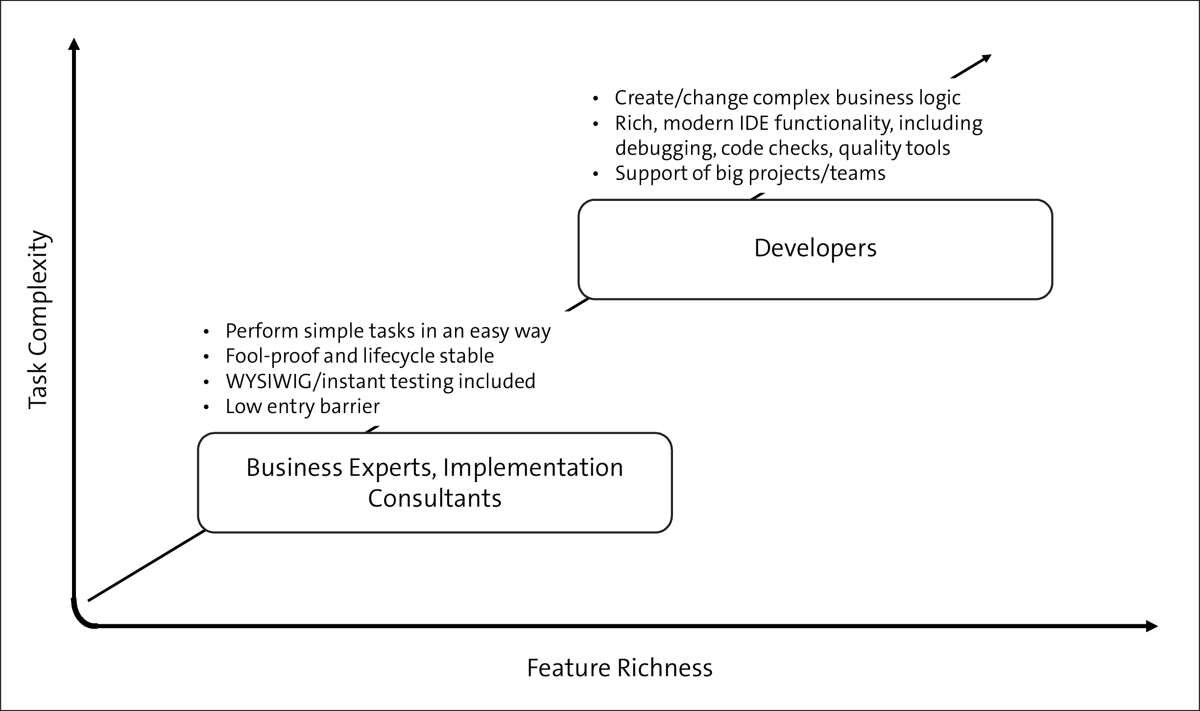 • Create/change complex business logic
• Rich, modern IDE functionality, including
debugging, code checks, quality tools
• Support of big projects/teams
Developers
Task Complexity
• Perform simple tasks in an easy way
• Fool-proof and lifecycle stable
• WYSIWIG/instant testing included
• Low entry barrier
Business Experts, Implementation
Consultants
Feature Richness